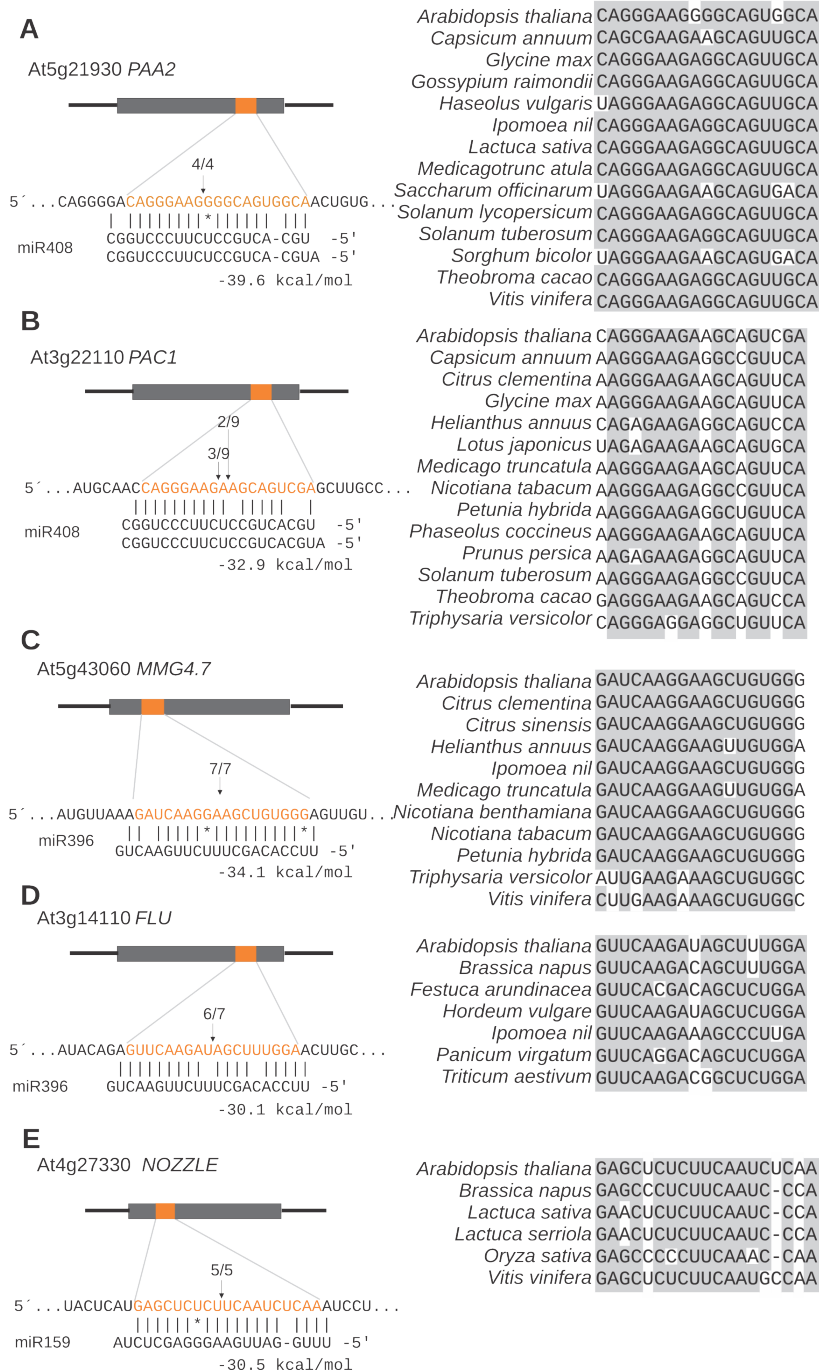 A
At5g21930 PAA2
4/4
5´...CAGGGGACAGGGAAGGGGCAGUGGCAACUGUG...
*
miR408
CGGUCCCUUCUCCGUCA-CGU -5'
CGGUCCCUUCUCCGUCA-CGUA -5'
-39.6 kcal/mol
Arabidopsis thaliana CAGGGAAGGGGCAGUGGCA
Capsicum annuum CAGCGAAGAAGCAGUUGCA
Glycine max CAGGGAAGAGGCAGUUGCA
Gossypium raimondii CAGGGAAGAGGCAGUUGCA
Haseolus vulgaris UAGGGAAGAGGCAGUUGCA
Ipomoea nil CAGGGAAGAGGCAGUUGCA
Lactuca sativa CAGGGAAGAGGCAGUUGCA
Medicagotrunc atula CAGGGAAGAGGCAGUUGCA
Saccharum officinarum UAGGGAAGAAGCAGUGACA
Solanum lycopersicum CAGGGAAGAGGCAGUUGCA
Solanum tuberosum CAGGGAAGAGGCAGUUGCA
Sorghum bicolor UAGGGAAGAAGCAGUGACA
Theobroma cacao CAGGGAAGAGGCAGUUGCA
Vitis vinifera CAGGGAAGAGGCAGUUGCA
B
At3g22110 PAC1
2/9
3/9
5´...AUGCAACCAGGGAAGAAGCAGUCGAGCUUGCC...
miR408
CGGUCCCUUCUCCGUCACGU -5'
CGGUCCCUUCUCCGUCACGUA -5'
-32.9 kcal/mol
Arabidopsis thaliana CAGGGAAGAAGCAGUCGA
Capsicum annuum AAGGGAAGAGGCCGUUCA
Citrus clementina AAGGGAAGAAGCAGUUCA
Glycine max AAGGGAAGAAGCAGUUCA
Helianthus annuus CAGAGAAGAGGCAGUCCA
Lotus japonicus UAGAGAAGAAGCAGUGCA
Medicago truncatula AAGGGAAGAAGCAGUUCA
Nicotiana tabacum AAGGGAAGAGGCCGUUCA
Petunia hybrida AAGGGAAGAGGCAGUUCA
Phaseolus coccineus AAGGGAAGAAGCAGUUCA
Prunus persica AAGAGAAGAGGCAGUUCA
Solanum tuberosum AAGGGAAGAGGCCGUUCA
Theobroma cacao GAGGGAAGAAGCAGUCCA
Triphysaria versicolor CAGGGAGGAGGCUGUUCA
C
At5g43060 MMG4.7
7/7
5´...AUGUUAAAGAUCAAGGAAGCUGUGGGAGUUGU...
* *
miR396
GUCAAGUUCUUUCGACACCUU -5'
-34.1 kcal/mol
Arabidopsis thaliana GAUCAAGGAAGCUGUGGG
Citrus clementina GAUCAAGGAAGCUGUGGG
Citrus sinensis GAUCAAGGAAGCUGUGGG
Helianthus annuus GAUCAAGGAAGUUGUGGA
Ipomoea nil GAUCAAGGAAGCUGUGGG
Medicago truncatula GAUCAAGGAAGUUGUGGA
Nicotiana benthamiana GAUCAAGGAAGCUGUGGG
Nicotiana tabacum GAUCAAGGAAGCUGUGGG
Petunia hybrida GAUCAAGGAAGCUGUGGG
Triphysaria versicolor AUUGAAGAAAGCUGUGGC
Vitis vinifera CUUGAAGAAAGCUGUGGC
D
At3g14110 FLU
6/7
5´...AUACAGAGUUCAAGAUAGCUUUGGAACUUGC...
miR396
GUCAAGUUCUUUCGACACCUU -5'
-30.1 kcal/mol
Arabidopsis thaliana GUUCAAGAUAGCUUUGGA
Brassica napus GUUCAAGACAGCUUUGGA
Festuca arundinacea GUUCACGACAGCUCUGGA
Hordeum vulgare GUUCAAGAUAGCUCUGGA
Ipomoea nil GUUCAAGAAAGCCCUUGA
Panicum virgatum GUUCAGGACAGCUCUGGA
Triticum aestivum GUUCAAGACGGCUCUGGA
E
At4g27330 NOZZLE
5/5
5´...UACUCAUGAGCUCUCUUCAAUCUCAAAUCCU...
*
miR159
AUCUCGAGGGAAGUUAG-GUUU -5'
-30.5 kcal/mol
Arabidopsis thaliana GAGCUCUCUUCAAUCUCAA
Brassica napus GAGCCCUCUUCAAUC-CCA
Lactuca sativa GAACUCUCUUCAAUC-CCA
Lactuca serriola GAACUCUCUUCAAUC-CCA
Oryza sativa GAGCCCCCUUCAAAC-CAA
Vitis vinifera GAGCUCUCUUCAAUGCCAA